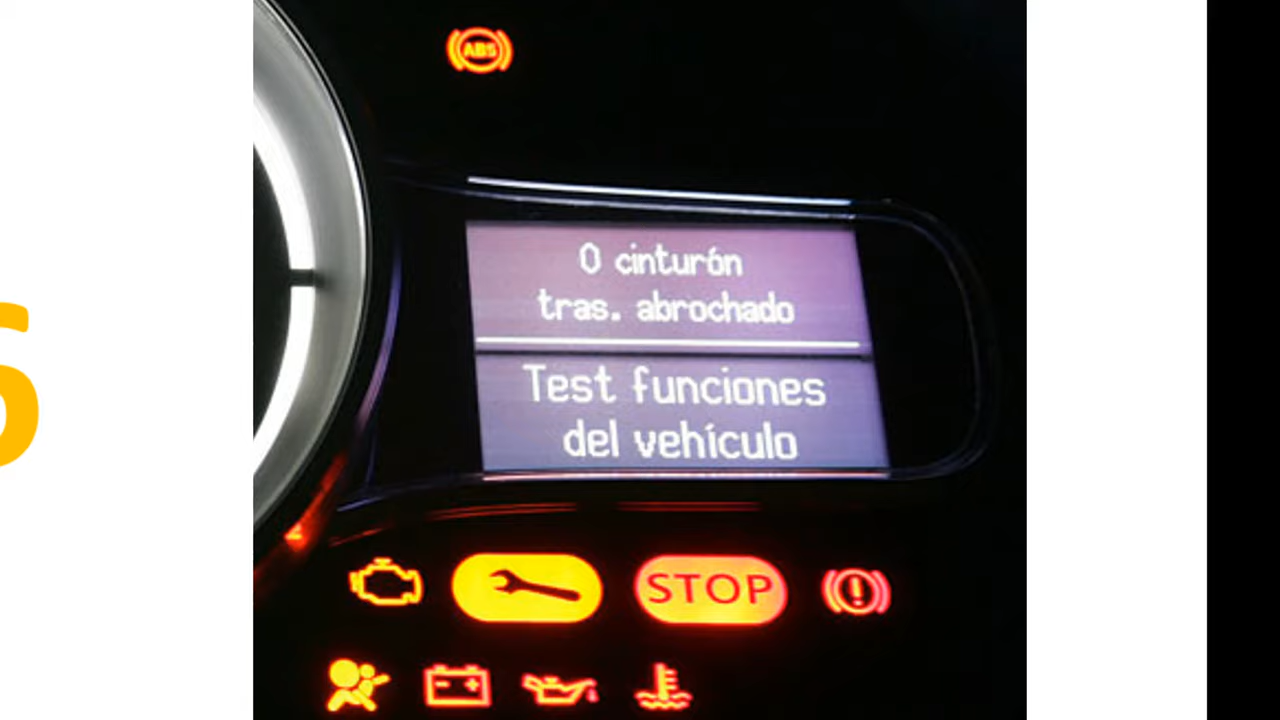 ABS
0 cinturón
tras. abrochado
Test funciones
del vehículo
STOP